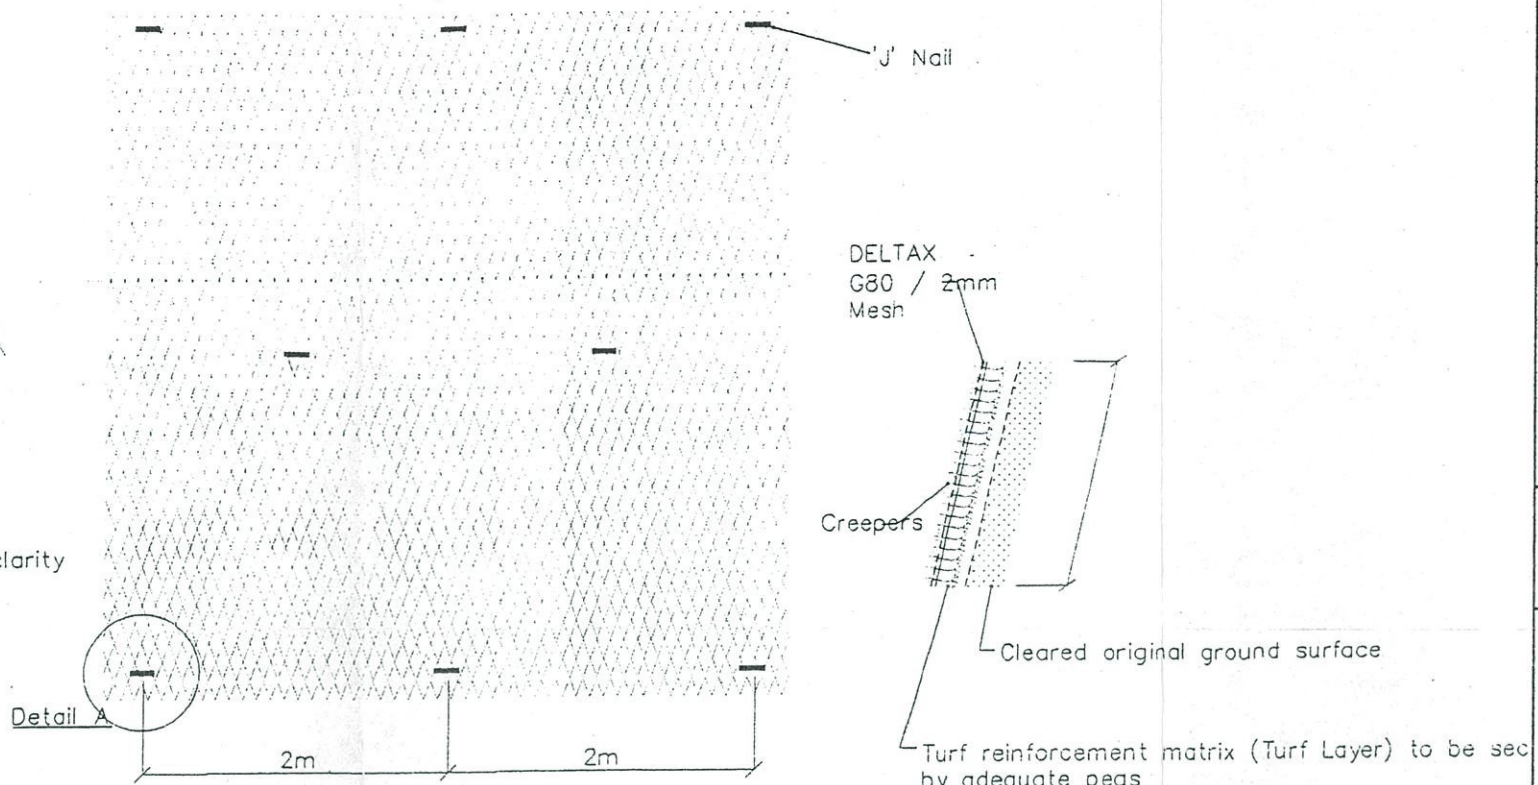 'J' Nail
DELTAX
G80 / 2mm
Mesh
Creepers
clarity
Cleared original ground surface
Detail A
2m
2m
Turf reinforcement matrix (Turf Layer) to be sec
by adequate pegs